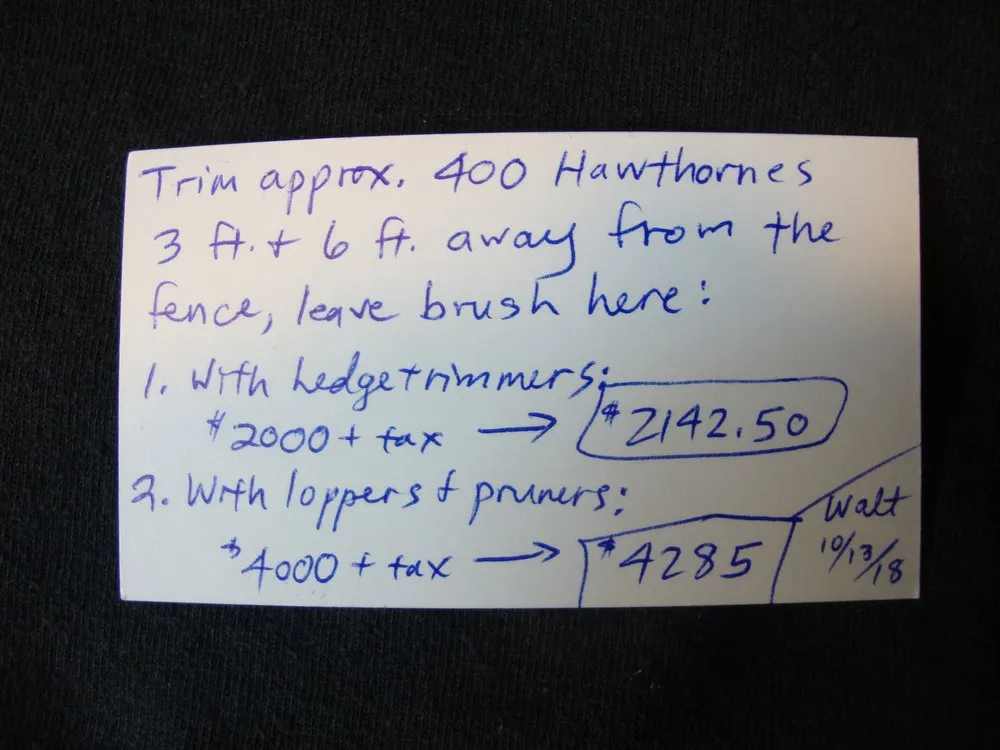 Trim approx. 400 Hawthornes
3 ft. + 6 ft. away from the
fence, leave brush here:
1. With hedgetrimmers:
$2000 + tax → $2142.50
2. With loppers + pruners:
$4000 + tax → $4285
Walt
10/13/18